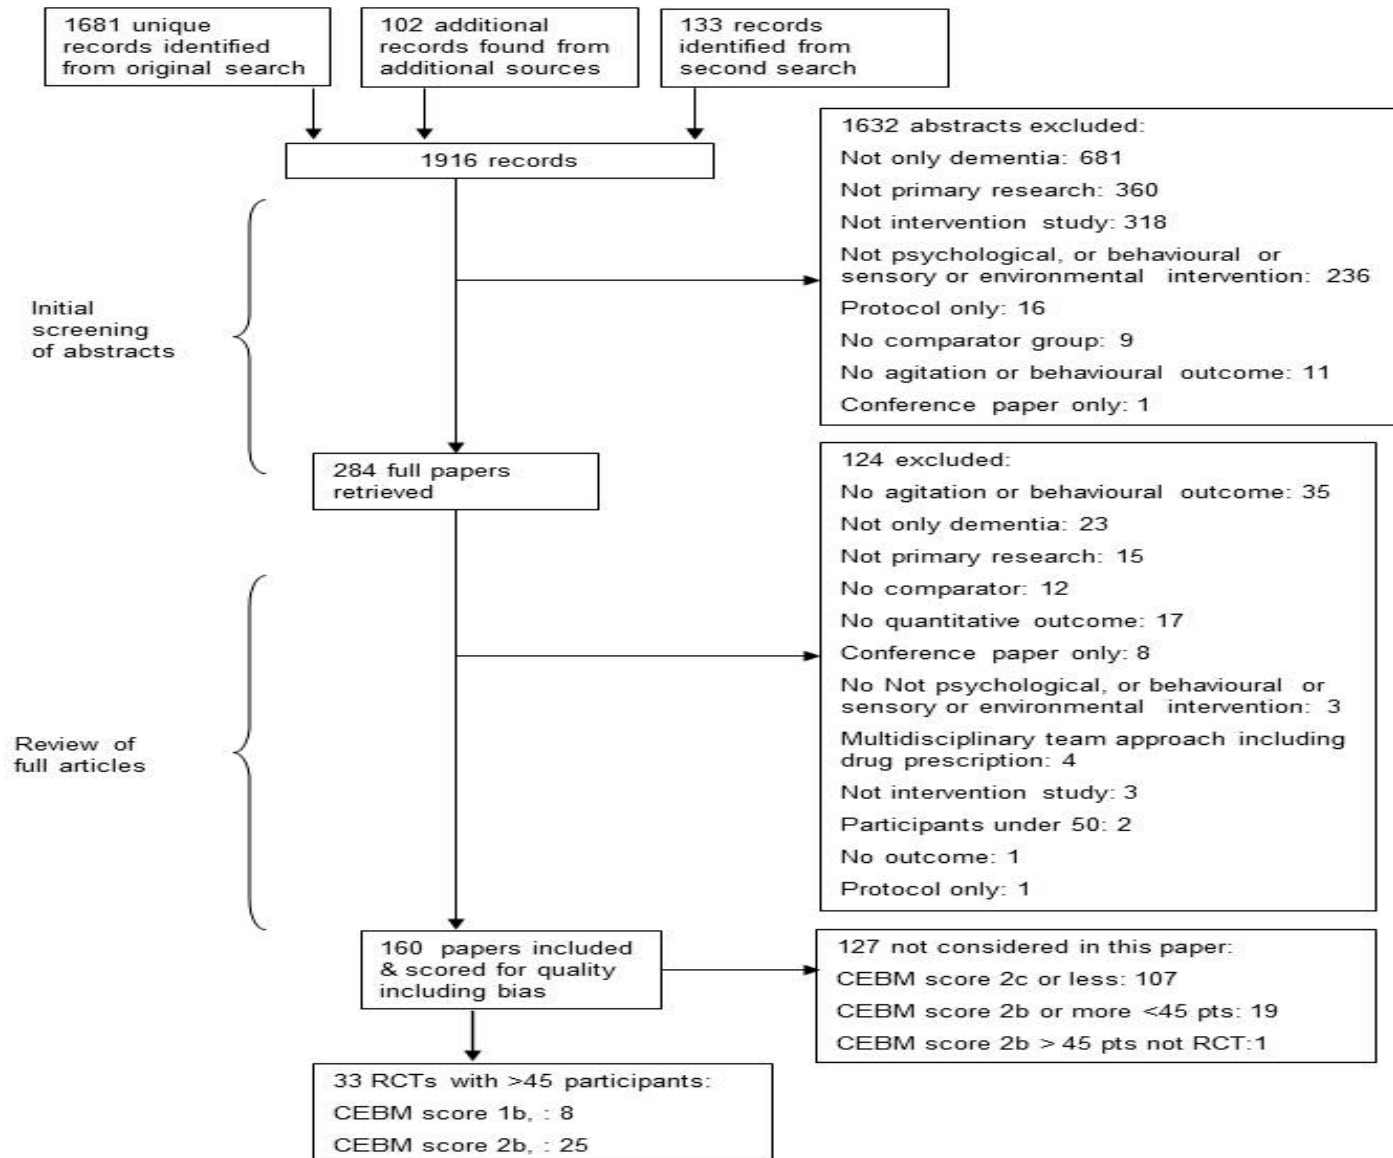 1681 unique
records identified
from original search
102 additional
records found from
additional sources
133 records
identified from
second search
1916 records
1632 abstracts excluded:
Not only dementia: 681
Not primary research: 360
Not intervention study: 318
Not psychological, or behavioural or
sensory or environmental intervention: 236
Protocol only: 16
No comparator group: 9
No agitation or behavioural outcome: 11
Conference paper only: 1
Initial
screening
of abstracts
284 full papers
retrieved
124 excluded:
No agitation or behavioural outcome: 35
Not only dementia: 23
Not primary research: 15
No comparator: 12
No quantitative outcome: 17
Conference paper only: 8
No Not psychological, or behavioural or
sensory or environmental intervention: 3
Multidisciplinary team approach including
drug prescription: 4
Not intervention study: 3
Participants under 50: 2
No outcome: 1
Protocol only: 1
Review of
full articles
160 papers included
& scored for quality
including bias
127 not considered in this paper:
CEBM score 2c or less: 107
CEBM score 2b or more <45 pts: 19
CEBM score 2b > 45 pts not RCT:1
33 RCTs with >45 participants:
CEBM score 1b, : 8
CEBM score 2b, : 25